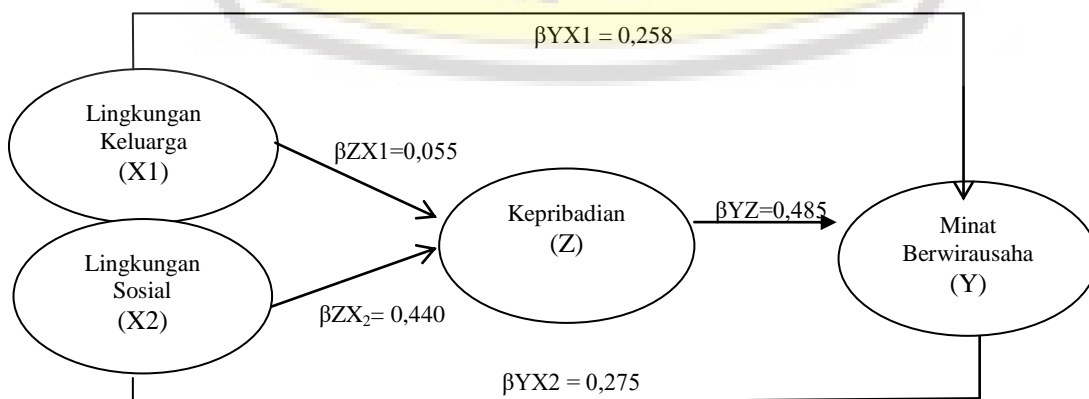 βYX1 = 0,258
Lingkungan
Keluarga
(X1)
βZX1=0,055
Kepribadian
(Z)
βYZ=0,485
Minat
Berwirausaha
(Y)
Lingkungan
Sosial
(X2)
βZX₂= 0,440
βYX2 = 0,275